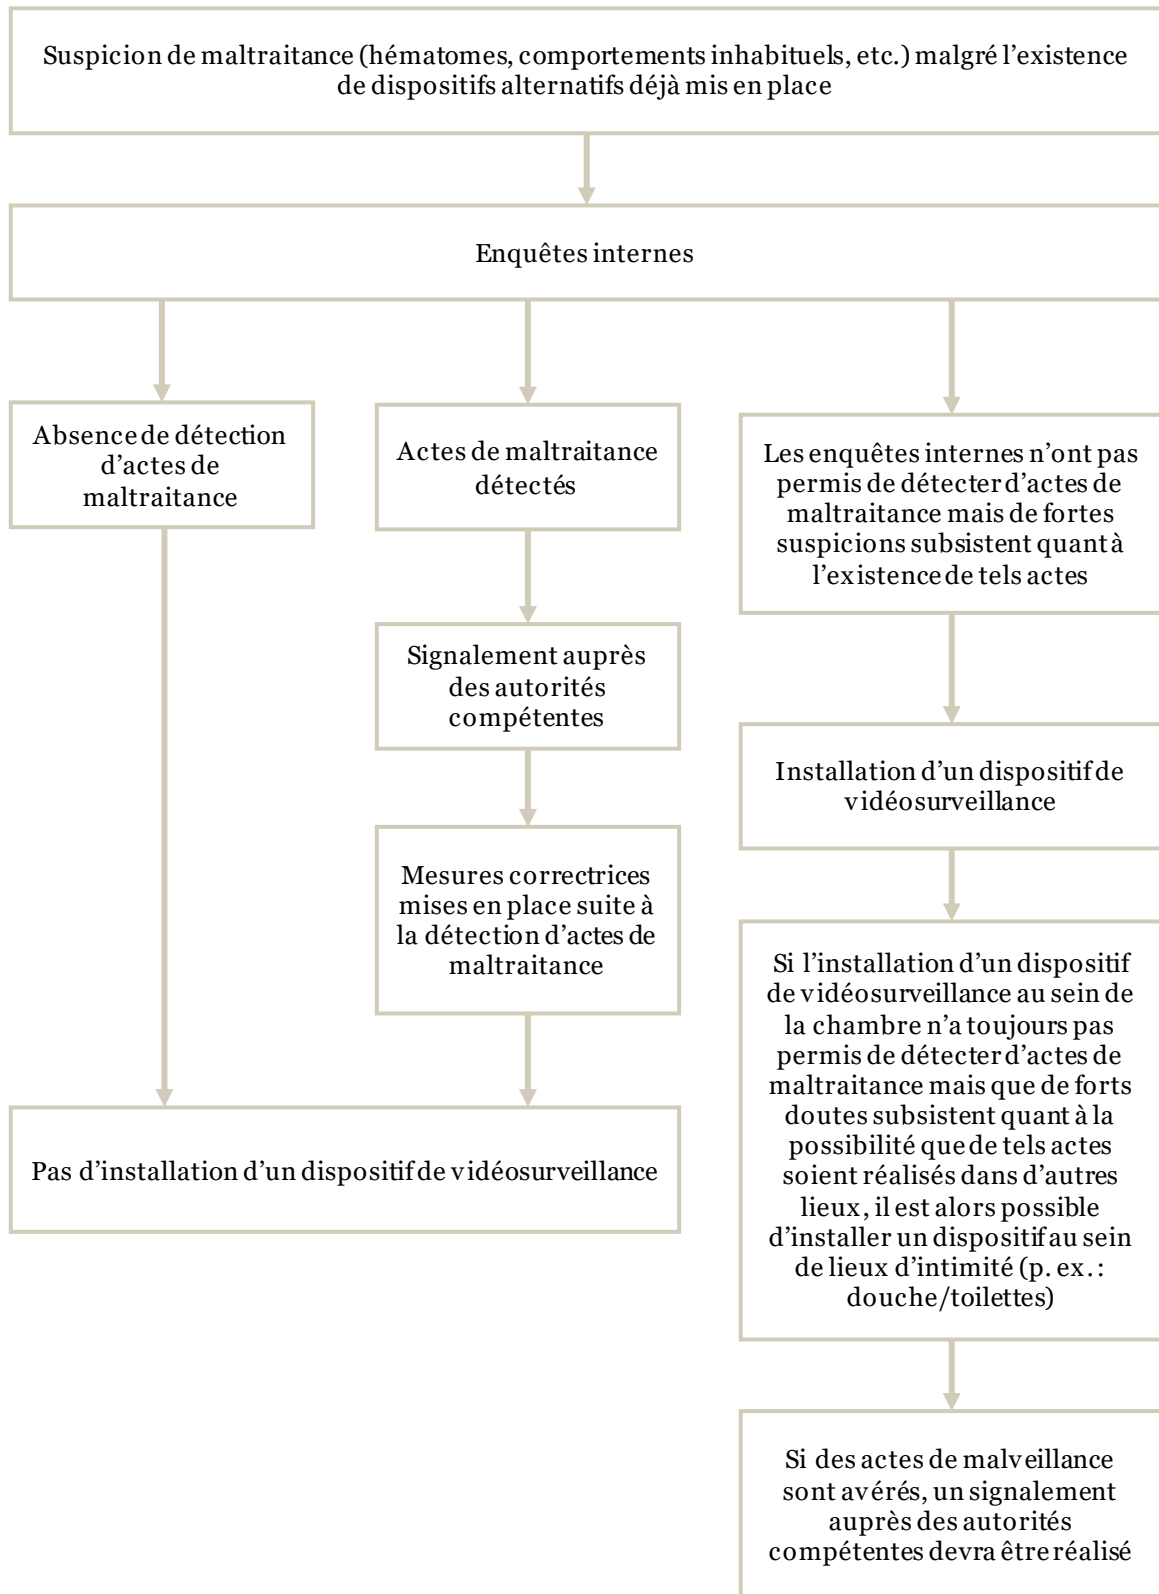 Suspicion de maltraitance (hématomes, comportements inhabituels, etc.) malgré l’existence
de dispositifs alternatifs déjà mis en place
Enquêtes internes
Absence de détection
d’actes de
maltraitance
Actes de maltraitance
détectés
Les enquêtes internes n’ont pas
permis de détecter d’actes de
maltraitance mais de fortes
suspicions subsistent quant à
l’existence de tels actes
Signalement auprès
des autorités
compétentes
Installation d’un dispositif de
vidéosurveillance
Mesures correctrices
mises en place suite à
la détection d’actes de
maltraitance
Si l’installation d’un dispositif
de vidéosurveillance au sein de
la chambre n’a toujours pas
permis de détecter d’actes de
maltraitance mais que de forts
doutes subsistent quant à la
possibilité que de tels actes
soient réalisés dans d’autres
lieux, il est alors possible
d’installer un dispositif au sein
de lieux d’intimité (p. ex. :
douche/toilettes)
Pas d’installation d’un dispositif de vidéosurveillance
Si des actes de malveillance
sont avérés, un signalement
auprès des autorités
compétentes devra être réalisé